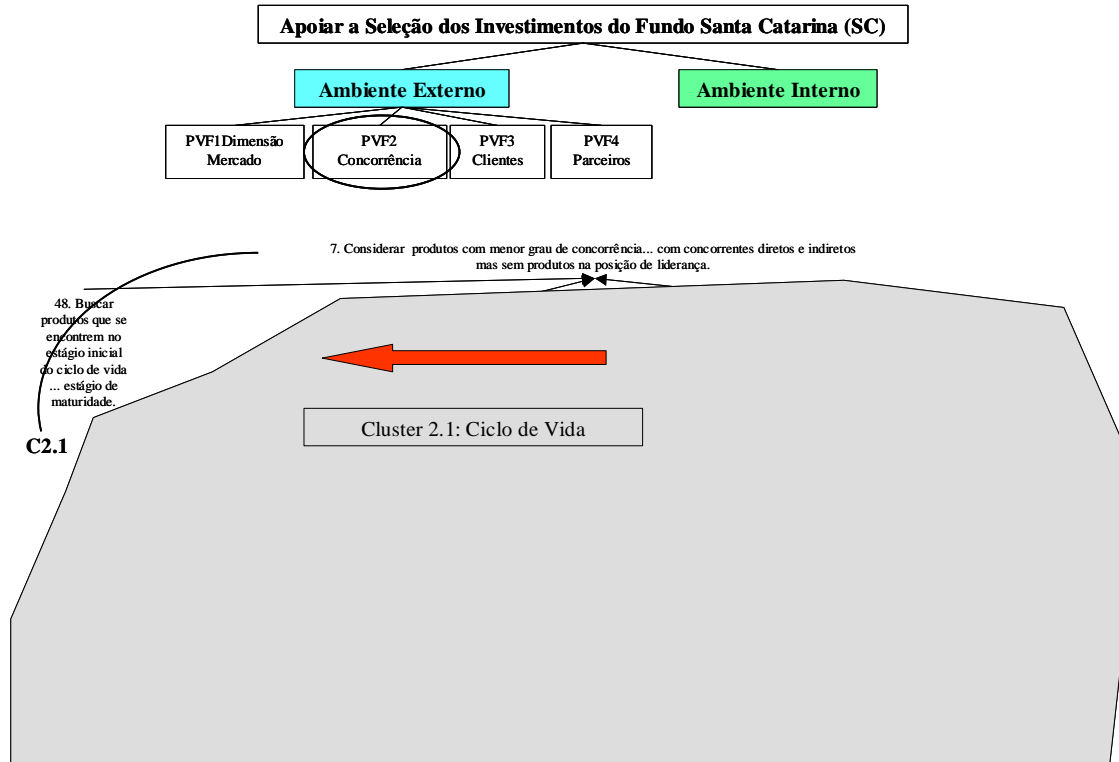 Apoiar a Seleção dos Investimentos do Fundo Santa Catarina (SC)
Ambiente Externo
Ambiente Interno
PVF1Dimensão
Mercado
PVF2
Concorrência
PVF3
Clientes
PVF4
Parceiros
7. Considerar produtos com menor grau de concorrência... com concorrentes diretos e indiretos
mas sem produtos na posição de liderança.
48. Buscar
produtos que se
encontrem no
estágio inicial
do ciclo de vida
... estágio de
maturidade.
C2.1
Cluster 2.1: Ciclo de Vida